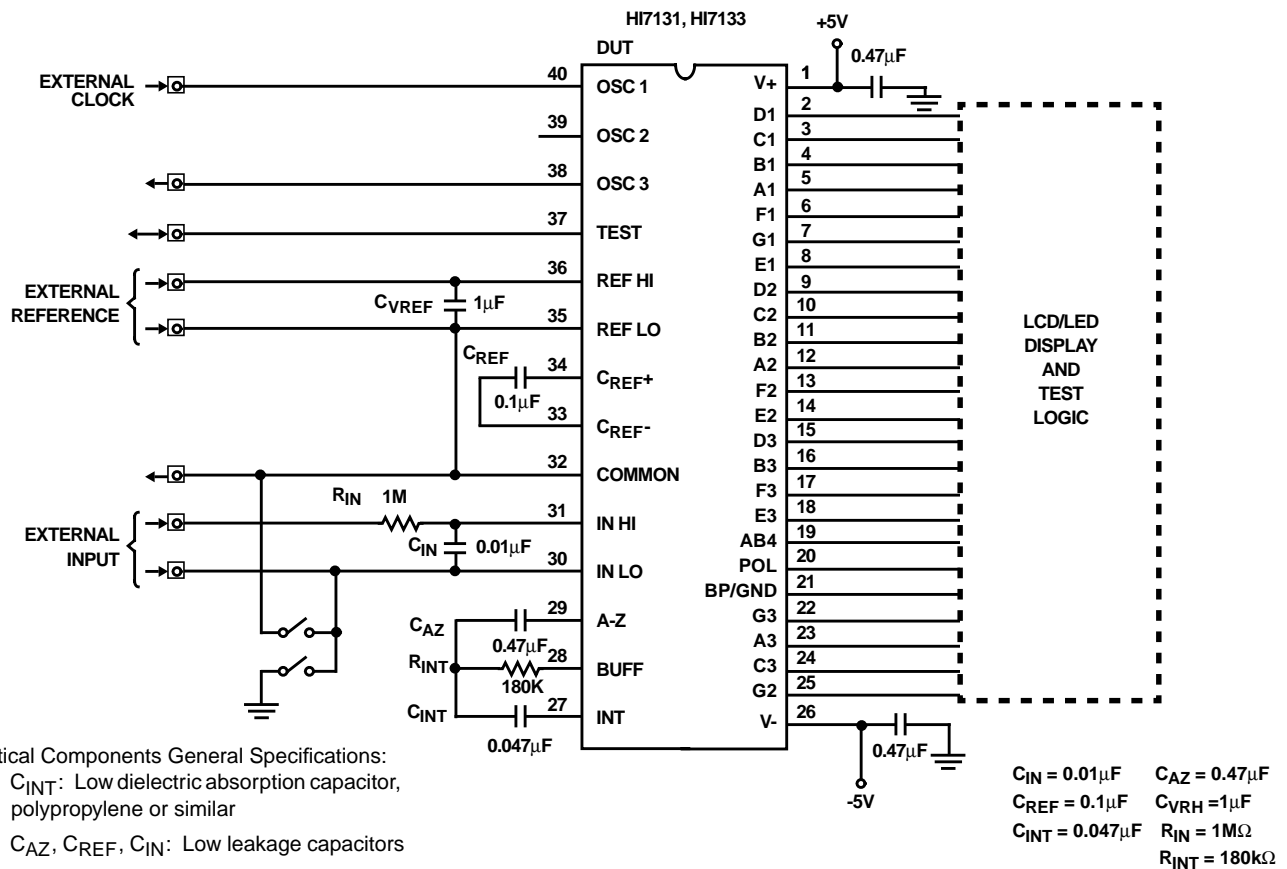 HI7131, HI7133
DUT
+5V
0.47μF
EXTERNAL
CLOCK
40
OSC 1
39
OSC 2
38
OSC 3
37
TEST
EXTERNAL
REFERENCE
36
REF HI
CVREF
1μF
35
REF LO
CREF
34
CREF+
0.1μF
33
CREF-
32
COMMON
RIN 1M
31
IN HI
EXTERNAL
INPUT
CIN
0.01μF
30
IN LO
CAZ
29
A-Z
0.47μF
RINT
28
BUFF
180K
CINT
27
INT
0.047μF
V+
1
D1
2
C1
3
B1
4
A1
5
F1
6
G1
7
E1
8
D2
9
C2
10
B2
11
A2
12
F2
13
E2
14
D3
15
B3
16
F3
17
E3
18
AB4
19
POL
20
BP/GND
21
G3
22
A3
23
C3
24
G2
25
V-
26
0.47μF
-5V
LCD/LED
DISPLAY
AND
TEST
LOGIC
tical Components General Specifications:
CINT: Low dielectric absorption capacitor,
polypropylene or similar
CAZ, CREF, CIN: Low leakage capacitors
CIN = 0.01μF CAZ = 0.47μF
CREF = 0.1μF CVRH =1μF
CINT = 0.047μF RIN = 1MΩ
RINT = 180kΩ